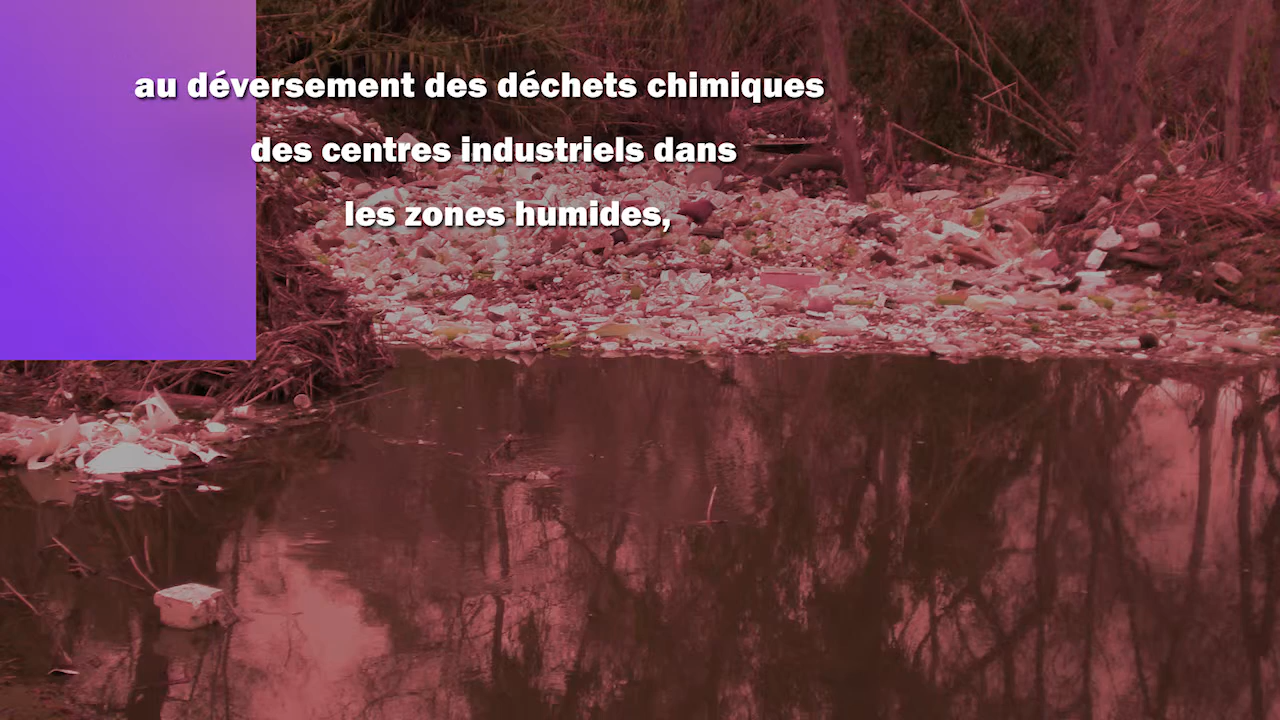 au déversement des déchets chimiques
des centres industriels dans
les zones humides,